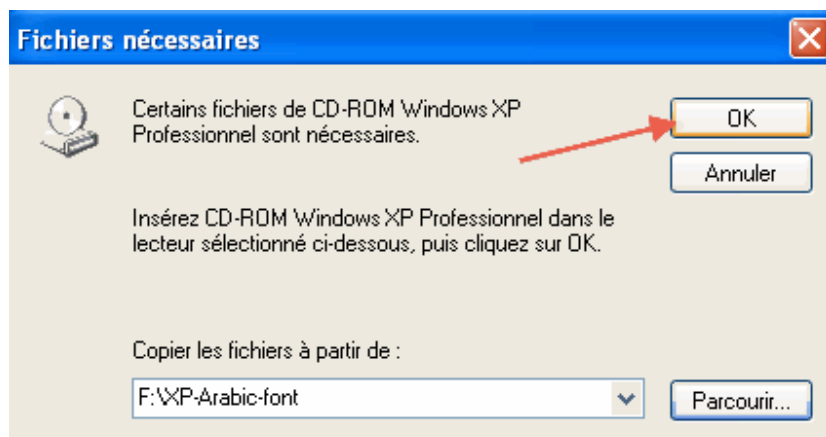 Fichiers nécessaires
Certains fichiers de CD-ROM Windows XP
Professionnel sont nécessaires.
OK
Annuler
Insérez CD-ROM Windows XP Professionnel dans le
lecteur sélectionné ci-dessous, puis cliquez sur OK.
Copier les fichiers à partir de :
F:\XP-Arabic-font
Parcourir...